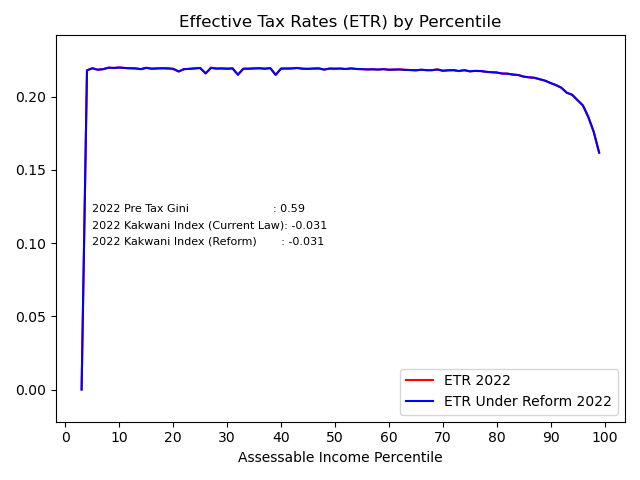 Effective Tax Rates (ETR) by Percentile
0.20
0.15
2022 Pre Tax Gini : 0.59
2022 Kakwani Index (Current Law): -0.031
2022 Kakwani Index (Reform) : -0.031
0.10
0.05
0.00
ETR 2022
ETR Under Reform 2022
0 10 20 30 40 50 60 70 80 90 100
Assessable Income Percentile